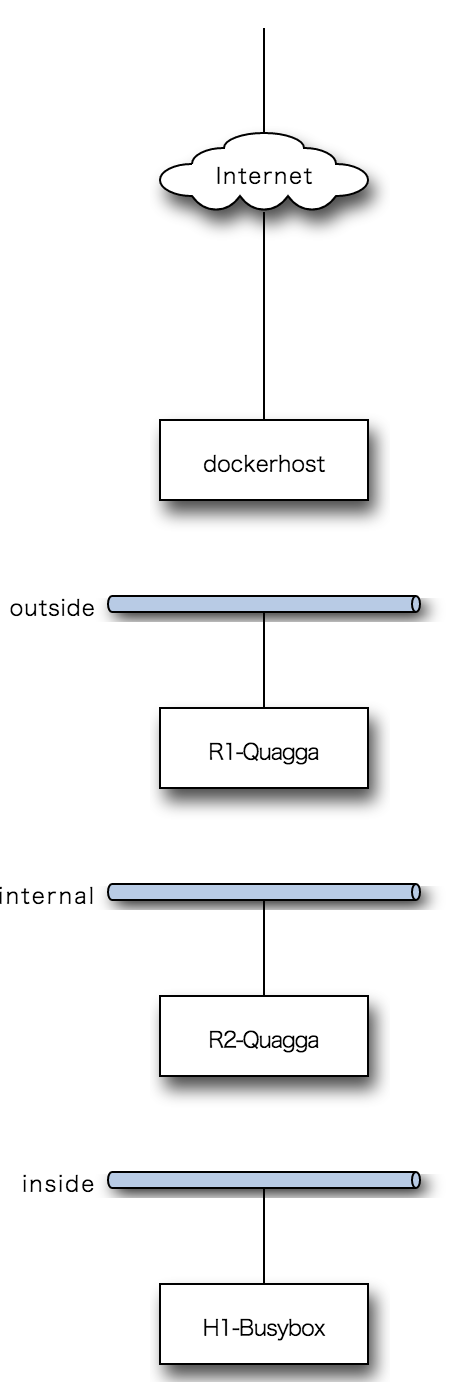 Internet
dockerhost
outside
R1-Quagga
internal
R2-Quagga
inside
H1-Busybox